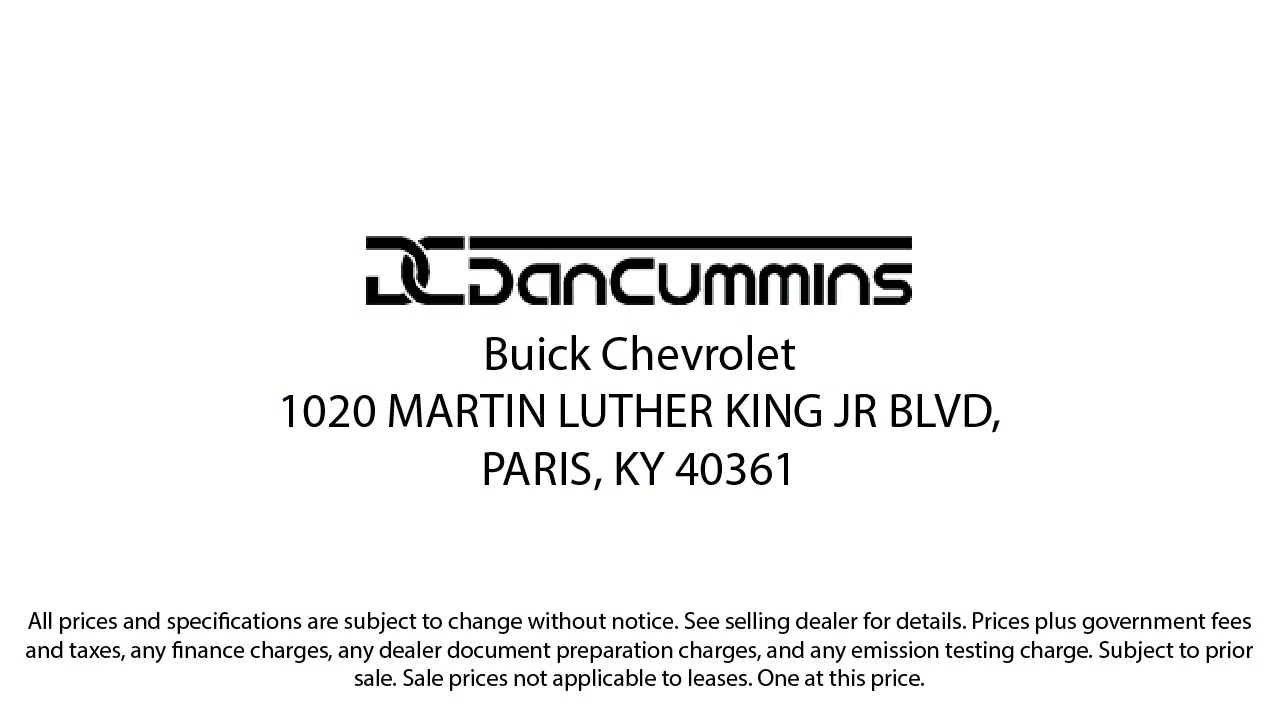 DC DanCummins
Buick Chevrolet
1020 MARTIN LUTHER KING JR BLVD,
PARIS, KY 40361
All prices and specifications are subject to change without notice. See selling dealer for details. Prices plus government fees
and taxes, any finance charges, any dealer document preparation charges, and any emission testing charge. Subject to prior
sale. Sale prices not applicable to leases. One at this price.